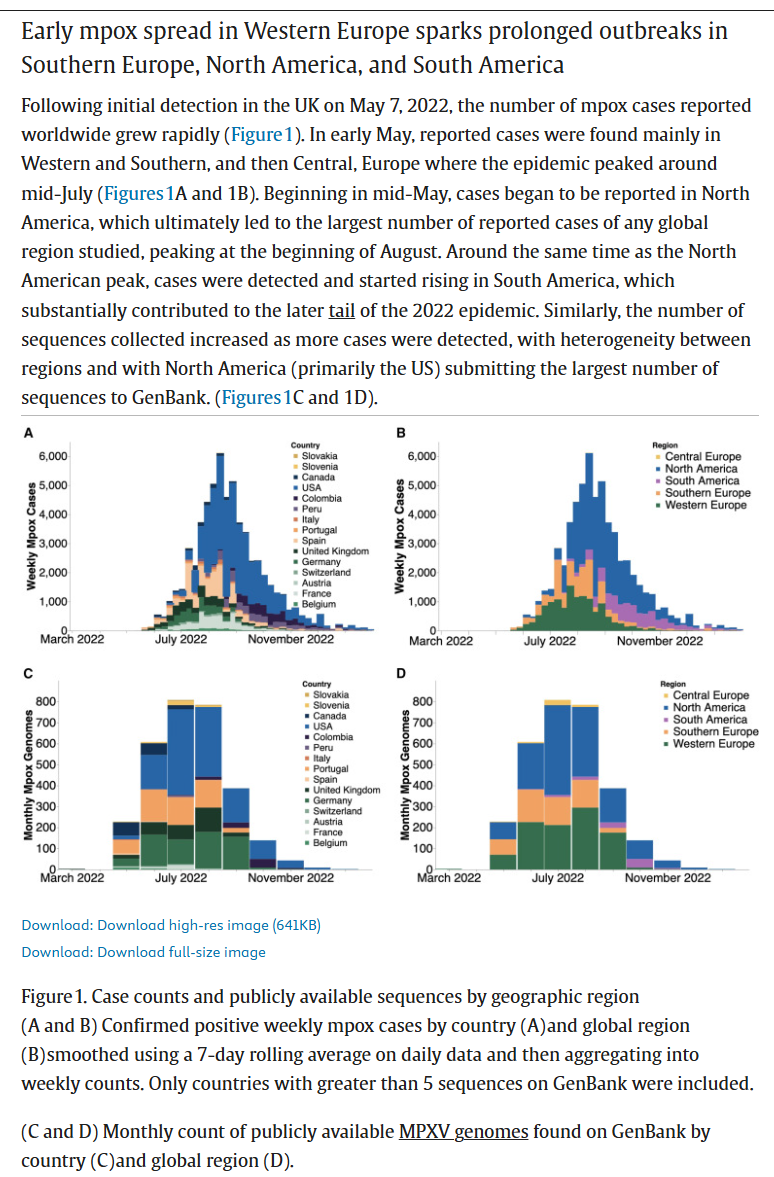 Early mpox spread in Western Europe sparks prolonged outbreaks in
Southern Europe, North America, and South America
Following initial detection in the UK on May 7, 2022, the number of mpox cases reported
worldwide grew rapidly (Figure 1). In early May, reported cases were found mainly in
Western and Southern, and then Central, Europe where the epidemic peaked around
mid-July (Figures 1A and 1B). Beginning in mid-May, cases began to be reported in North
America, which ultimately led to the largest number of reported cases of any global
region studied, peaking at the beginning of August. Around the same time as the North
American peak, cases were detected and started rising in South America, which
substantially contributed to the later tail of the 2022 epidemic. Similarly, the number of
sequences collected increased as more cases were detected, with heterogeneity between
regions and with North America (primarily the US) submitting the largest number of
sequences to GenBank. (Figures 1C and 1D).
A
Weekly Mpox Cases
6,000
5,000
4,000
3,000
2,000
1,000
0
March 2022 July 2022 November 2022
Country
Slovakia
Slovenia
Canada
USA
Colombia
Peru
Italy
Portugal
Spain
United Kingdom
Germany
Switzerland
Austria
France
Belgium
B
Weekly Mpox Cases
6,000
5,000
4,000
3,000
2,000
1,000
0
March 2022 July 2022 November 2022
Region
Central Europe
North America
South America
Southern Europe
Western Europe
C
Monthly Mpox Genomes
800
700
600
500
400
300
200
100
0
March 2022 July 2022 November 2022
Country
Slovakia
Slovenia
Canada
USA
Colombia
Peru
Italy
Portugal
Spain
United Kingdom
Germany
Switzerland
Austria
France
Belgium
D
Monthly Mpox Genomes
800
700
600
500
400
300
200
100
0
March 2022 July 2022 November 2022
Region
Central Europe
North America
South America
Southern Europe
Western Europe
Download: Download high-res image (641KB)
Download: Download full-size image
Figure 1. Case counts and publicly available sequences by geographic region
(A and B) Confirmed positive weekly mpox cases by country (A)and global region
(B)smoothed using a 7-day rolling average on daily data and then aggregating into
weekly counts. Only countries with greater than 5 sequences on GenBank were included.
(C and D) Monthly count of publicly available MPXV genomes found on GenBank by
country (C)and global region (D).